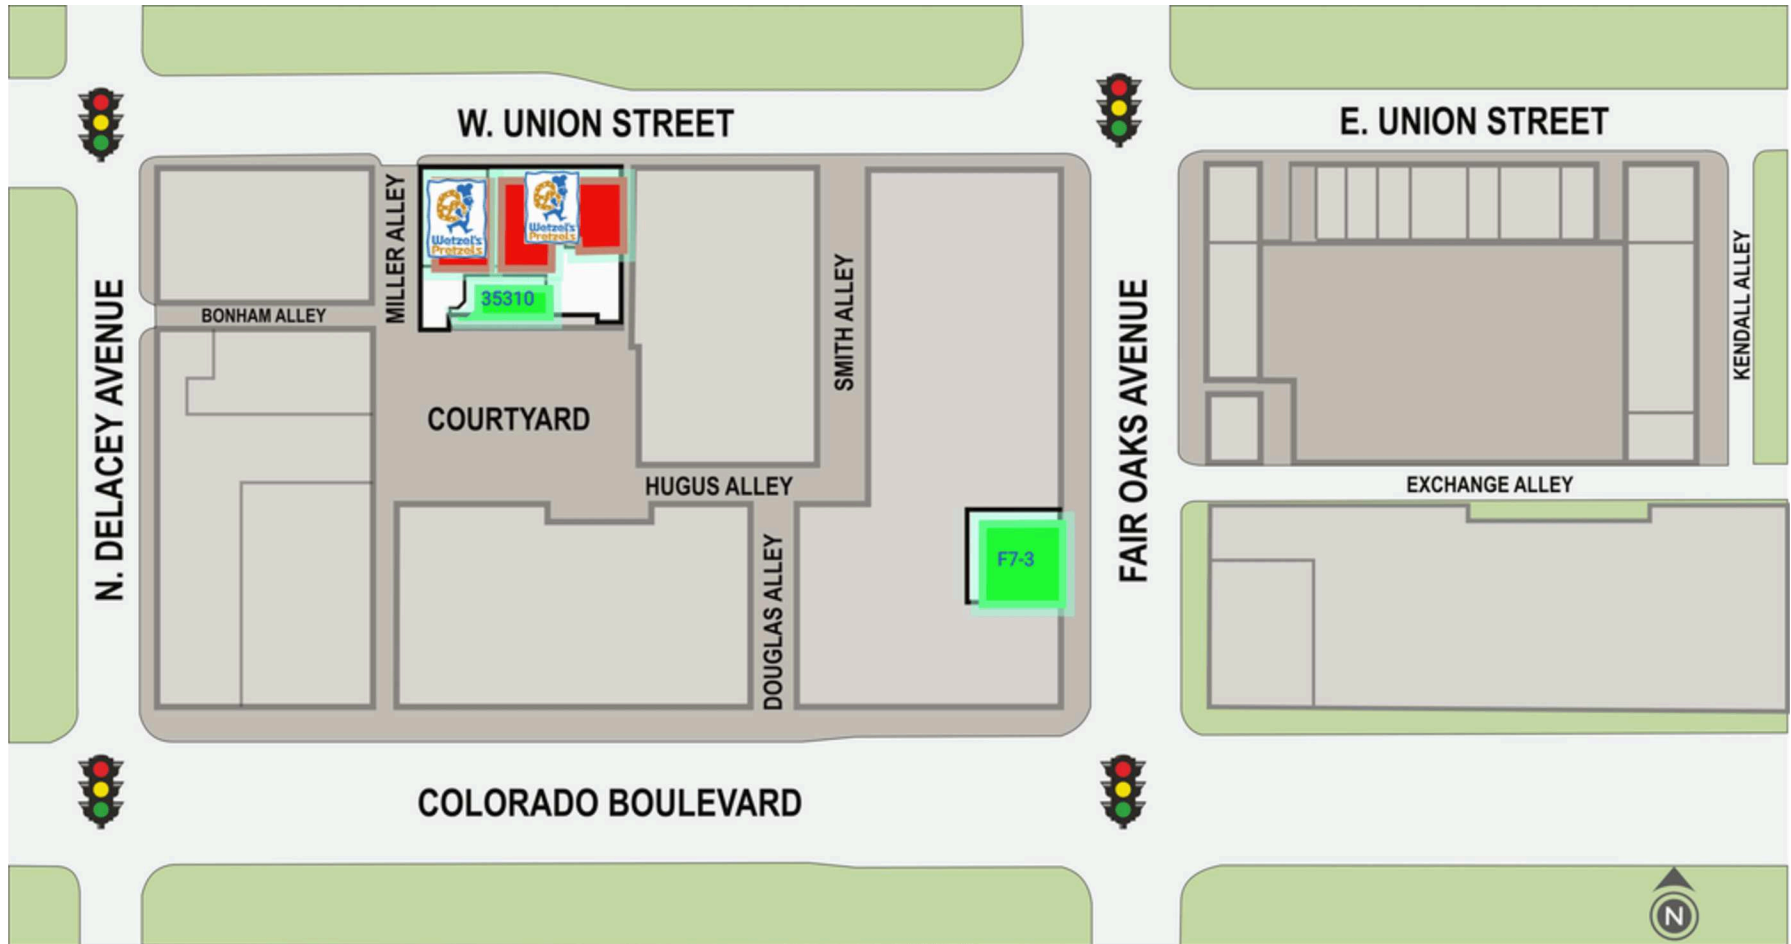 W. UNION STREET
E. UNION STREET
MILLER ALLEY
Wetzel's
Pretzels
Wetzel's
Pretzels
35310
BONHAM ALLEY
N. DELACEY AVENUE
COURTYARD
SMITH ALLEY
HUGUS ALLEY
DOUGLAS ALLEY
F7-3
FAIR OAKS AVENUE
KENDALL ALLEY
EXCHANGE ALLEY
COLORADO BOULEVARD
N